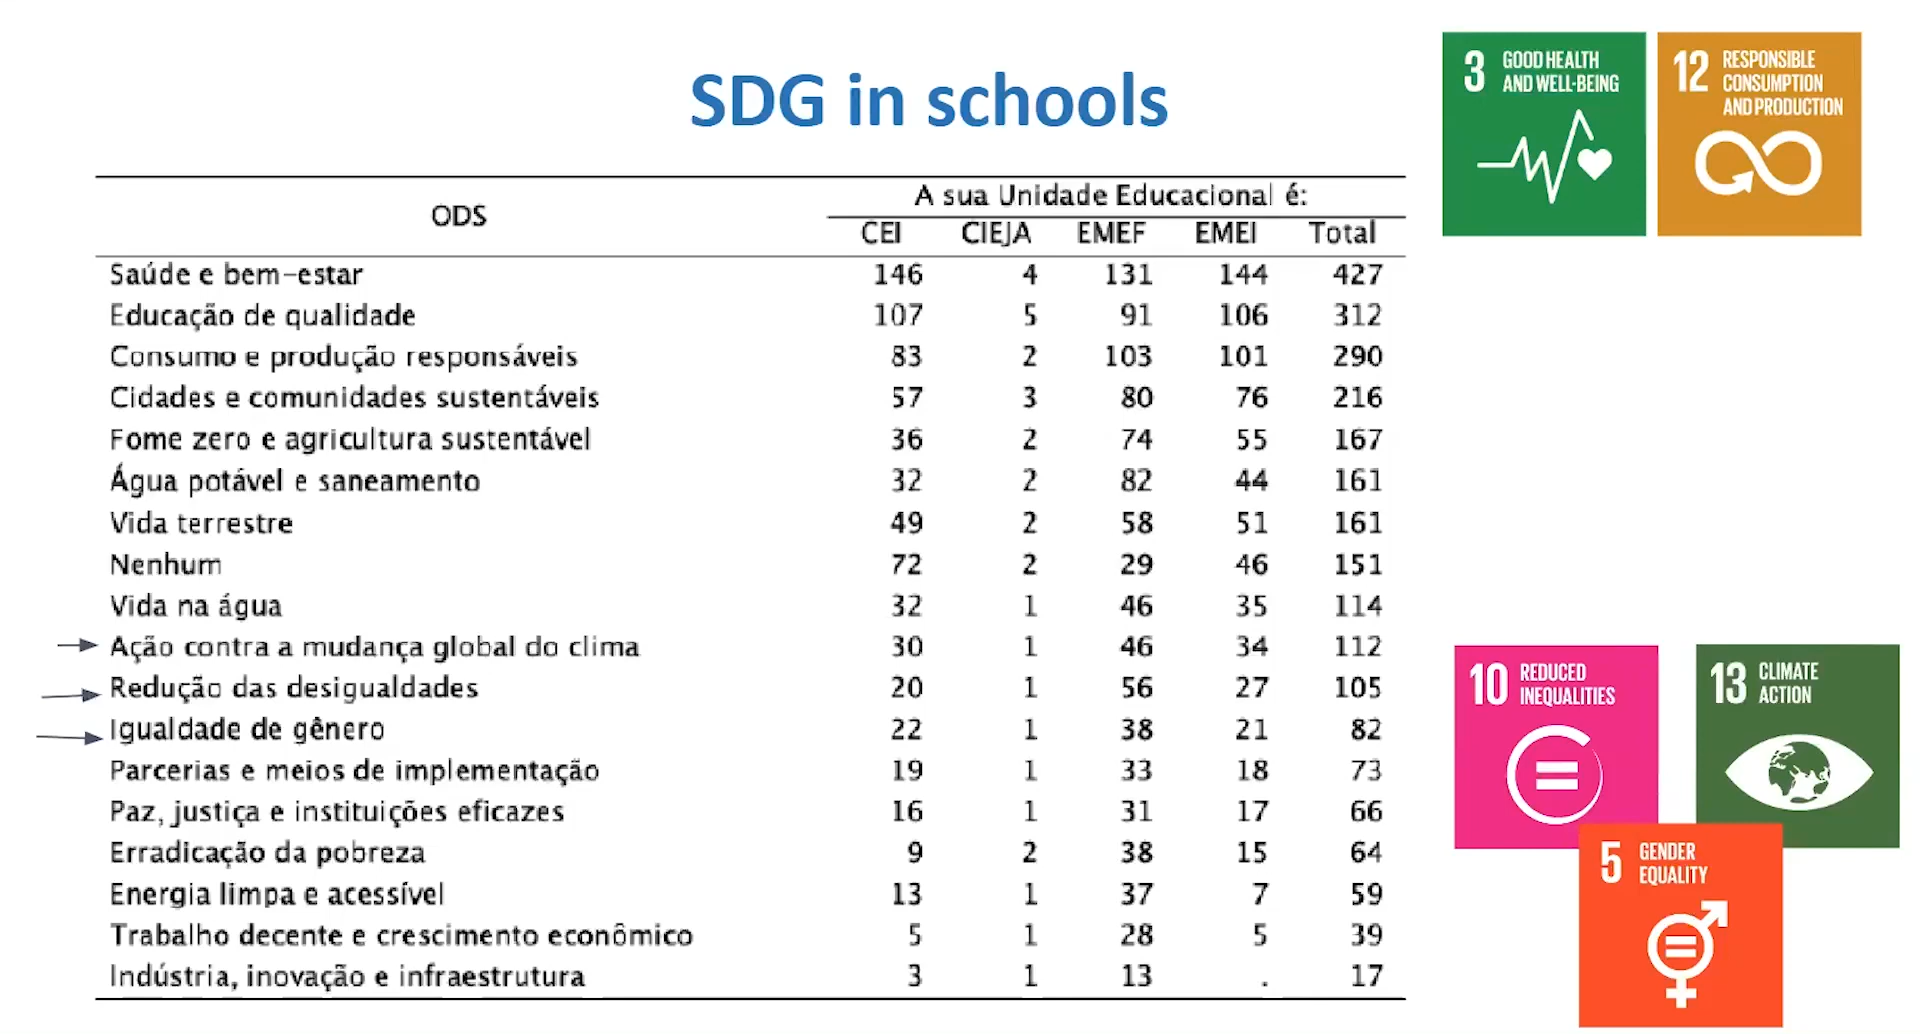 SDG in schools
3 GOOD HEALTH
AND WELL-BEING
12 RESPONSIBLE
CONSUMPTION
AND PRODUCTION
ODS
A sua Unidade Educacional é:
CEI CIEJA EMEF EMEI Total
Saúde e bem-estar 146 4 131 144 427
Educação de qualidade 107 5 91 106 312
Consumo e produção responsáveis 83 2 103 101 290
Cidades e comunidades sustentáveis 57 3 80 76 216
Fome zero e agricultura sustentável 36 2 74 55 167
Água potável e saneamento 32 2 82 44 161
Vida terrestre 49 2 58 51 161
Nenhum 72 2 29 46 151
Vida na água 32 1 46 35 114
Ação contra a mudança global do clima 30 1 46 34 112
Redução das desigualdades 20 1 56 27 105
Igualdade de gênero 22 1 38 21 82
Parcerias e meios de implementação 19 1 33 18 73
Paz, justiça e instituições eficazes 16 1 31 17 66
Erradicação da pobreza 9 2 38 15 64
Energia limpa e acessível 13 1 37 7 59
Trabalho decente e crescimento econômico 5 1 28 5 39
Indústria, inovação e infraestrutura 3 1 13 . 17
10 REDUCED
INEQUALITIES
13 CLIMATE
ACTION
5 GENDER
EQUALITY